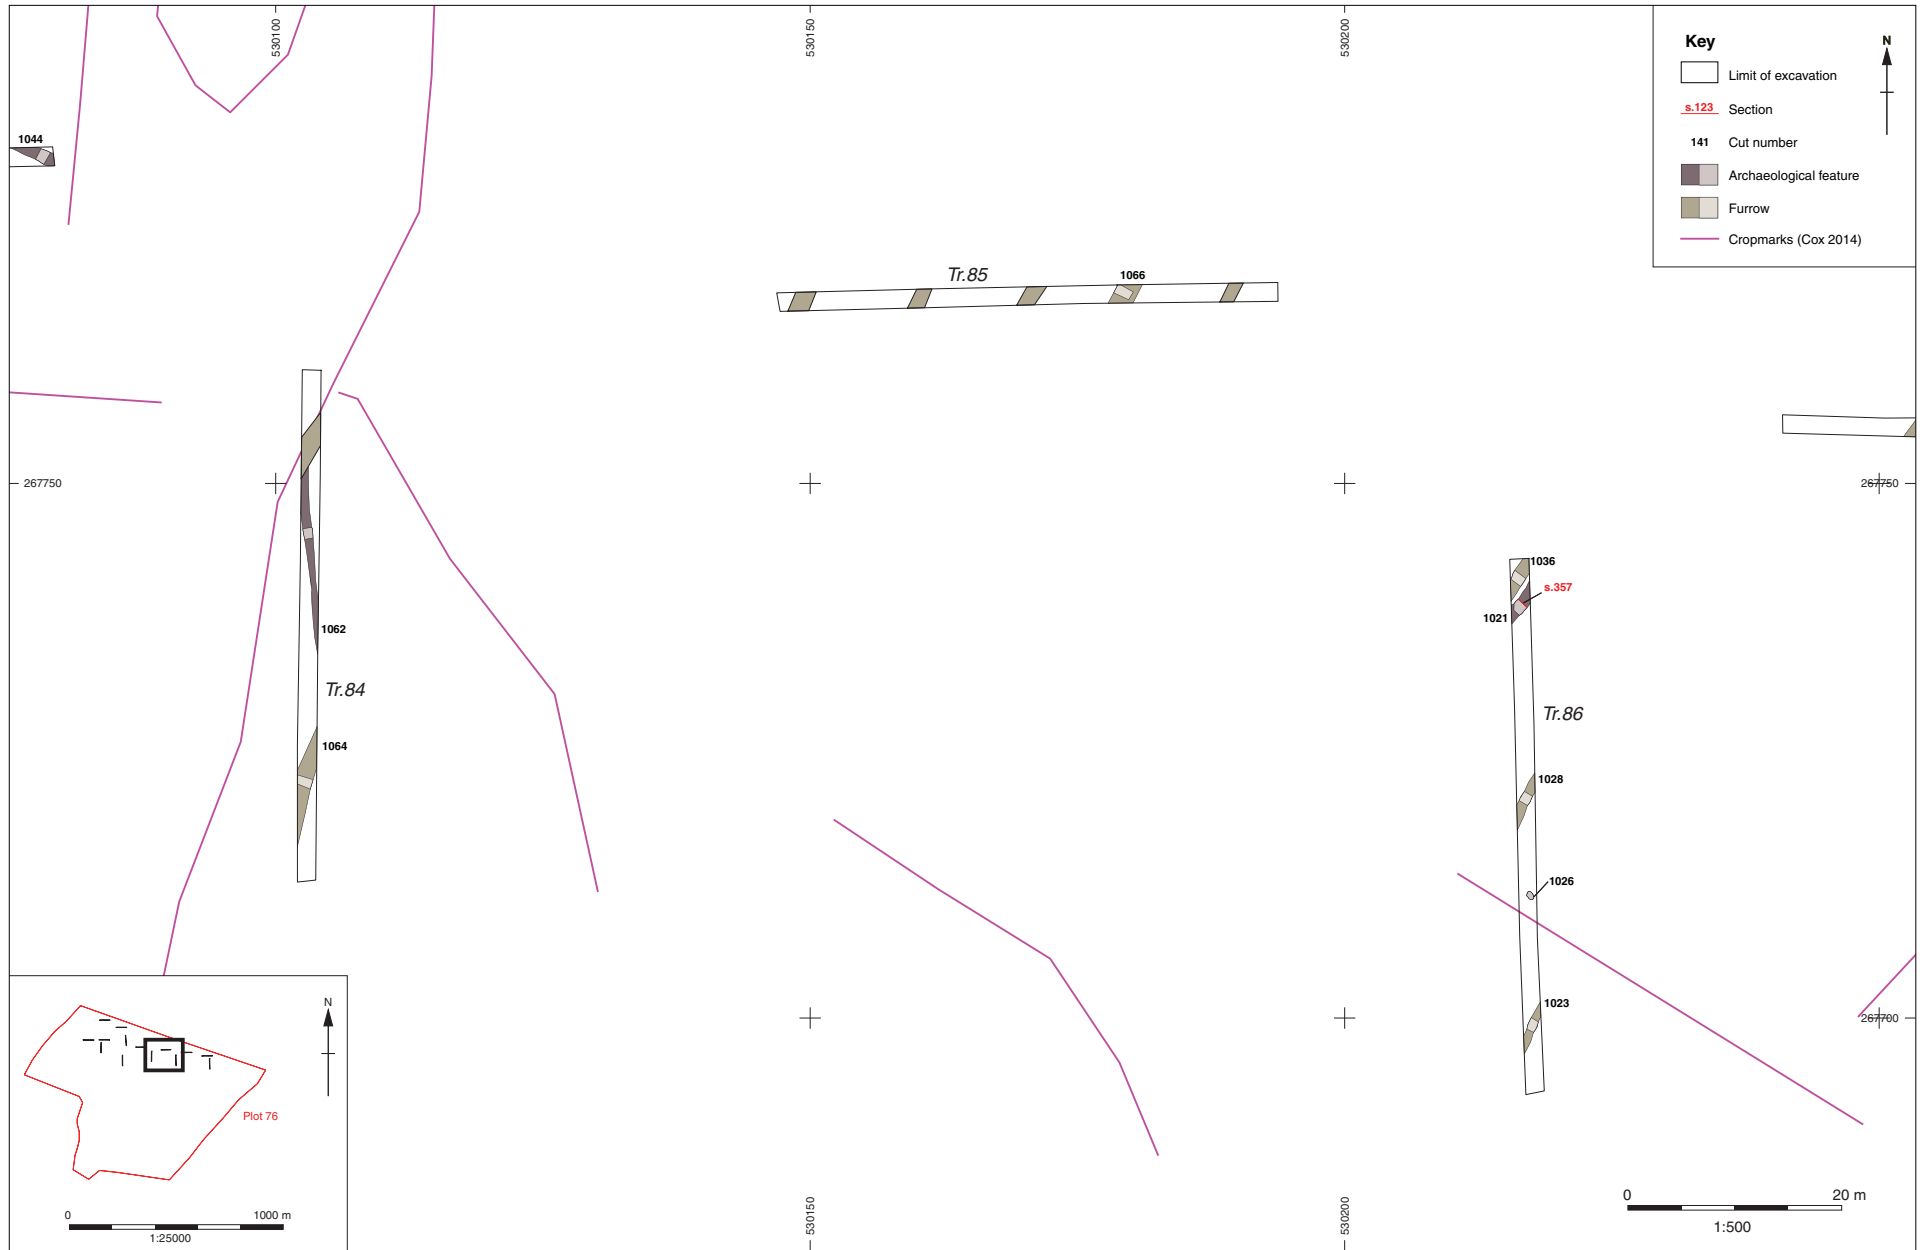 530100
530150
530200
Key
N
Limit of excavation
s.123 Section
141 Cut number
Archaeological feature
Furrow
Cropmarks (Cox 2014)
1044
Tr.85
1066
267750
267750
1036
s.357
1021
1062
Tr.84
Tr.86
1064
1028
1026
1023
267700
N
Plot 76
0 1000 m
1:25000
530150
530200
0 20 m
1:500